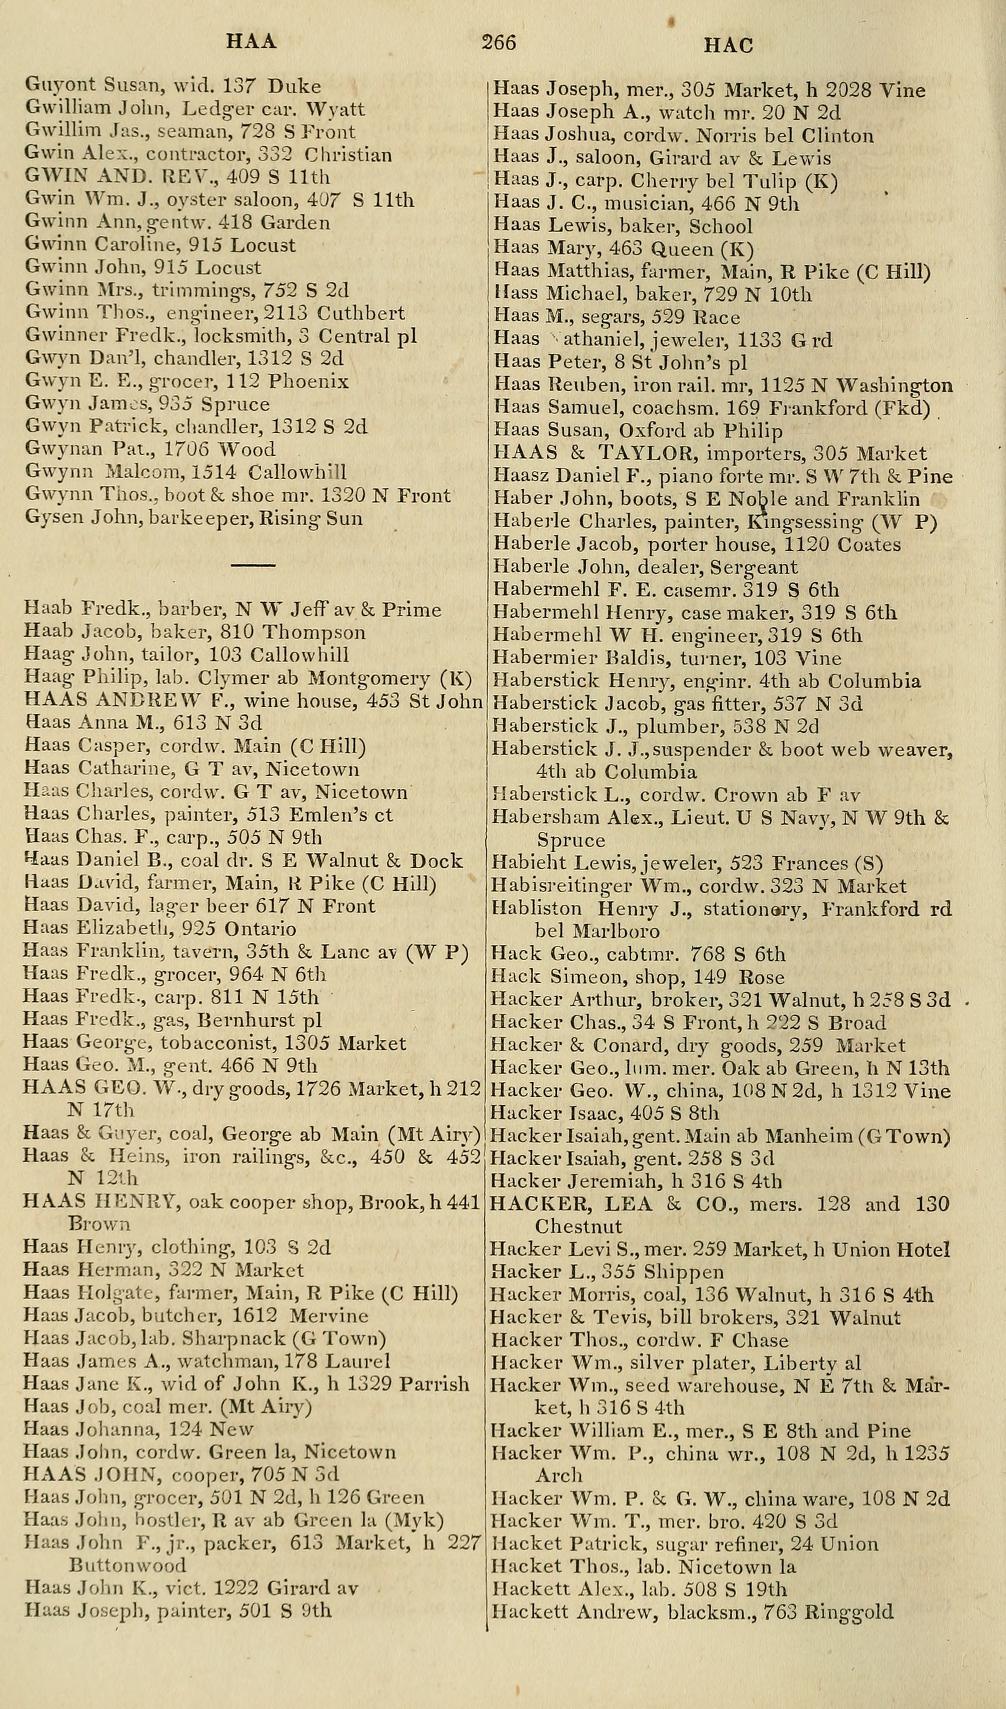 HAA 266 HAC
Guyont Susan, wid. 137 Duke
Gwilliam John, Ledger car. Wyatt
Gwillim Jas., seaman, 728 S Front
Gwin Alex., contractor, 332 Christian
GWIN AND. REV., 409 S 11th
Gwin Wm. J., oyster saloon, 407 S 11th
Gwinn Ann, gentw. 418 Garden
Gwinn Caroline, 915 Locust
Gwinn John, 915 Locust
Gwinn Mrs., trimmings, 752 S 2d
Gwinn Thos., engineer, 2113 Cuthbert
Gwinner Fredk., locksmith, 3 Central pl
Gwyn Dan'l, chandler, 1312 S 2d
Gwyn E. E., grocer, 112 Phoenix
Gwyn James, 935 Spruce
Gwyn Patrick, chandler, 1312 S 2d
Gwynan Pat., 1706 Wood
Gwynn Malcom, 1514 Callowhill
Gwynn Thos., boot & shoe mr. 1320 N Front
Gysen John, barkeeper, Rising Sun
Haab Fredk., barber, N W Jeff av & Prime
Haab Jacob, baker, 810 Thompson
Haag John, tailor, 103 Callowhill
Haag Philip, lab. Clymer ab Montgomery (K)
HAAS ANDREW F., wine house, 453 St John
Haas Anna M., 613 N 3d
Haas Casper, cordw. Main (C Hill)
Haas Catharine, G T av, Nicetown
Haas Charles, cordw. G T av, Nicetown
Haas Charles, painter, 513 Emlen's ct
Haas Chas. F., carp., 505 N 9th
Haas Daniel B., coal dr. S E Walnut & Dock
Haas David, farmer, Main, R Pike (C Hill)
Haas David, lager beer 617 N Front
Haas Elizabeth, 925 Ontario
Haas Franklin, tavern, 35th & Lanc av (W P)
Haas Fredk., grocer, 964 N 6th
Haas Fredk., carp. 811 N 15th
Haas Fredk., gas, Bernhurst pl
Haas George, tobacconist, 1305 Market
Haas Geo. M., gent. 466 N 9th
HAAS GEO. W., dry goods, 1726 Market, h 212
N 17th
Haas & Guyer, coal, George ab Main (Mt Airy)
Haas & Heins, iron railings, &c., 450 & 452
N 12th
HAAS HENRY, oak cooper shop, Brook, h 441
Brown
Haas Henry, clothing, 103 S 2d
Haas Herman, 322 N Market
Haas Holgate, farmer, Main, R Pike (C Hill)
Haas Jacob, butcher, 1612 Mervine
Haas Jacob, lab. Sharpnack (G Town)
Haas James A., watchman, 178 Laurel
Haas Jane K., wid of John K., h 1329 Parrish
Haas Job, coal mer. (Mt Airy)
Haas Johanna, 124 New
Haas John, cordw. Green la, Nicetown
HAAS JOHN, cooper, 705 N 3d
Haas John, grocer, 501 N 2d, h 126 Green
Haas John, hostler, R av ab Green la (Myk)
Haas John F., jr., packer, 613 Market, h 227
Buttonwood
Haas John K., vict. 1222 Girard av
Haas Joseph, painter, 501 S 9th
Haas Joseph, mer., 305 Market, h 2028 Vine
Haas Joseph A., watch mr. 20 N 2d
Haas Joshua, cordw. Norris bel Clinton
Haas J., saloon, Girard av & Lewis
Haas J., carp. Cherry bel Tulip (K)
Haas J. C., musician, 466 N 9th
Haas Lewis, baker, School
Haas Mary, 463 Queen (K)
Haas Matthias, farmer, Main, R Pike (C Hill)
Hass Michael, baker, 729 N 10th
Haas M., segars, 529 Race
Haas athaniel, jeweler, 1133 G rd
Haas Peter, 8 St John's pl
Haas Reuben, iron rail. mr, 1125 N Washington
Haas Samuel, coachsm. 169 Frankford (Fkd)
Haas Susan, Oxford ab Philip
HAAS & TAYLOR, importers, 305 Market
Haasz Daniel F., piano forte mr. S W 7th & Pine
Haber John, boots, S E Noble and Franklin
Haberle Charles, painter, Kingsessing (W P)
Haberle Jacob, porter house, 1120 Coates
Haberle John, dealer, Sergeant
Habermehl F. E. casemr. 319 S 6th
Habermehl Henry, case maker, 319 S 6th
Habermehl W H. engineer, 319 S 6th
Habermier Baldis, turner, 103 Vine
Haberstick Henry, enginr. 4th ab Columbia
Haberstick Jacob, gas fitter, 537 N 3d
Haberstick J., plumber, 538 N 2d
Haberstick J. J., suspender & boot web weaver,
4th ab Columbia
Haberstick L., cordw. Crown ab F av
Habersham Alex., Lieut. U S Navy, N W 9th &
Spruce
Habieht Lewis, jeweler, 523 Frances (S)
Habisreitinger Wm., cordw. 323 N Market
Habliston Henry J., stationery, Frankford rd
bel Marlboro
Hack Geo., cabtmr. 768 S 6th
Hack Simeon, shop, 149 Rose
Hacker Arthur, broker, 321 Walnut, h 258 S 3d
Hacker Chas., 34 S Front, h 222 S Broad
Hacker & Conard, dry goods, 259 Market
Hacker Geo., lum. mer. Oak ab Green, h N 13th
Hacker Geo. W., china, 108 N 2d, h 1312 Vine
Hacker Isaac, 405 S 8th
Hacker Isaiah, gent. Main ab Manheim (G Town)
Hacker Isaiah, gent. 258 S 3d
Hacker Jeremiah, h 316 S 4th
HACKER, LEA & CO., mers. 128 and 130
Chestnut
Hacker Levi S., mer. 259 Market, h Union Hotel
Hacker L., 355 Shippen
Hacker Morris, coal, 136 Walnut, h 316 S 4th
Hacker & Tevis, bill brokers, 321 Walnut
Hacker Thos., cordw. F Chase
Hacker Wm., silver plater, Liberty al
Hacker Wm., seed warehouse, N E 7th & Mar-
ket, h 316 S 4th
Hacker William E., mer., S E 8th and Pine
Hacker Wm. P., china wr., 108 N 2d, h 1235
Arch
Hacker Wm. P. & G. W., china ware, 108 N 2d
Hacker Wm. T., mer. bro. 420 S 3d
Hacket Patrick, sugar refiner, 24 Union
Hacket Thos., lab. Nicetown la
Hackett Alex., lab. 508 S 19th
Hackett Andrew, blacksm., 763 Ringgold